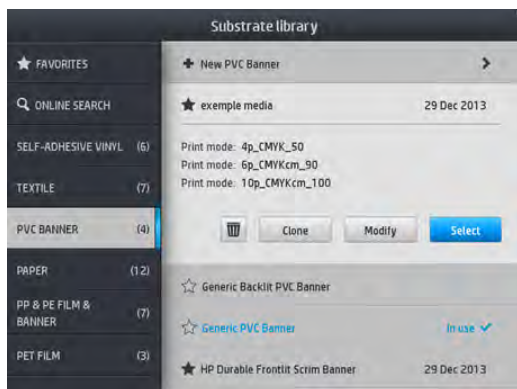 Substrate library
FAVORITES
ONLINE SEARCH
SELF-ADHESIVE VINYL (6)
TEXTILE (7)
PVC BANNER (4)
PAPER (12)
PP & PE FILM & BANNER (7)
PET FILM (3)
New PVC Banner
exemple media 29 Dec 2013
Print mode: 4p_CMYK_50
Print mode: 6p_CMYKcm_90
Print mode: 10p_CMYKcm_100
Clone Modify Select
Generic Backlit PVC Banner
Generic PVC Banner In use
HP Durable Frontlit Scrim Banner 29 Dec 2013